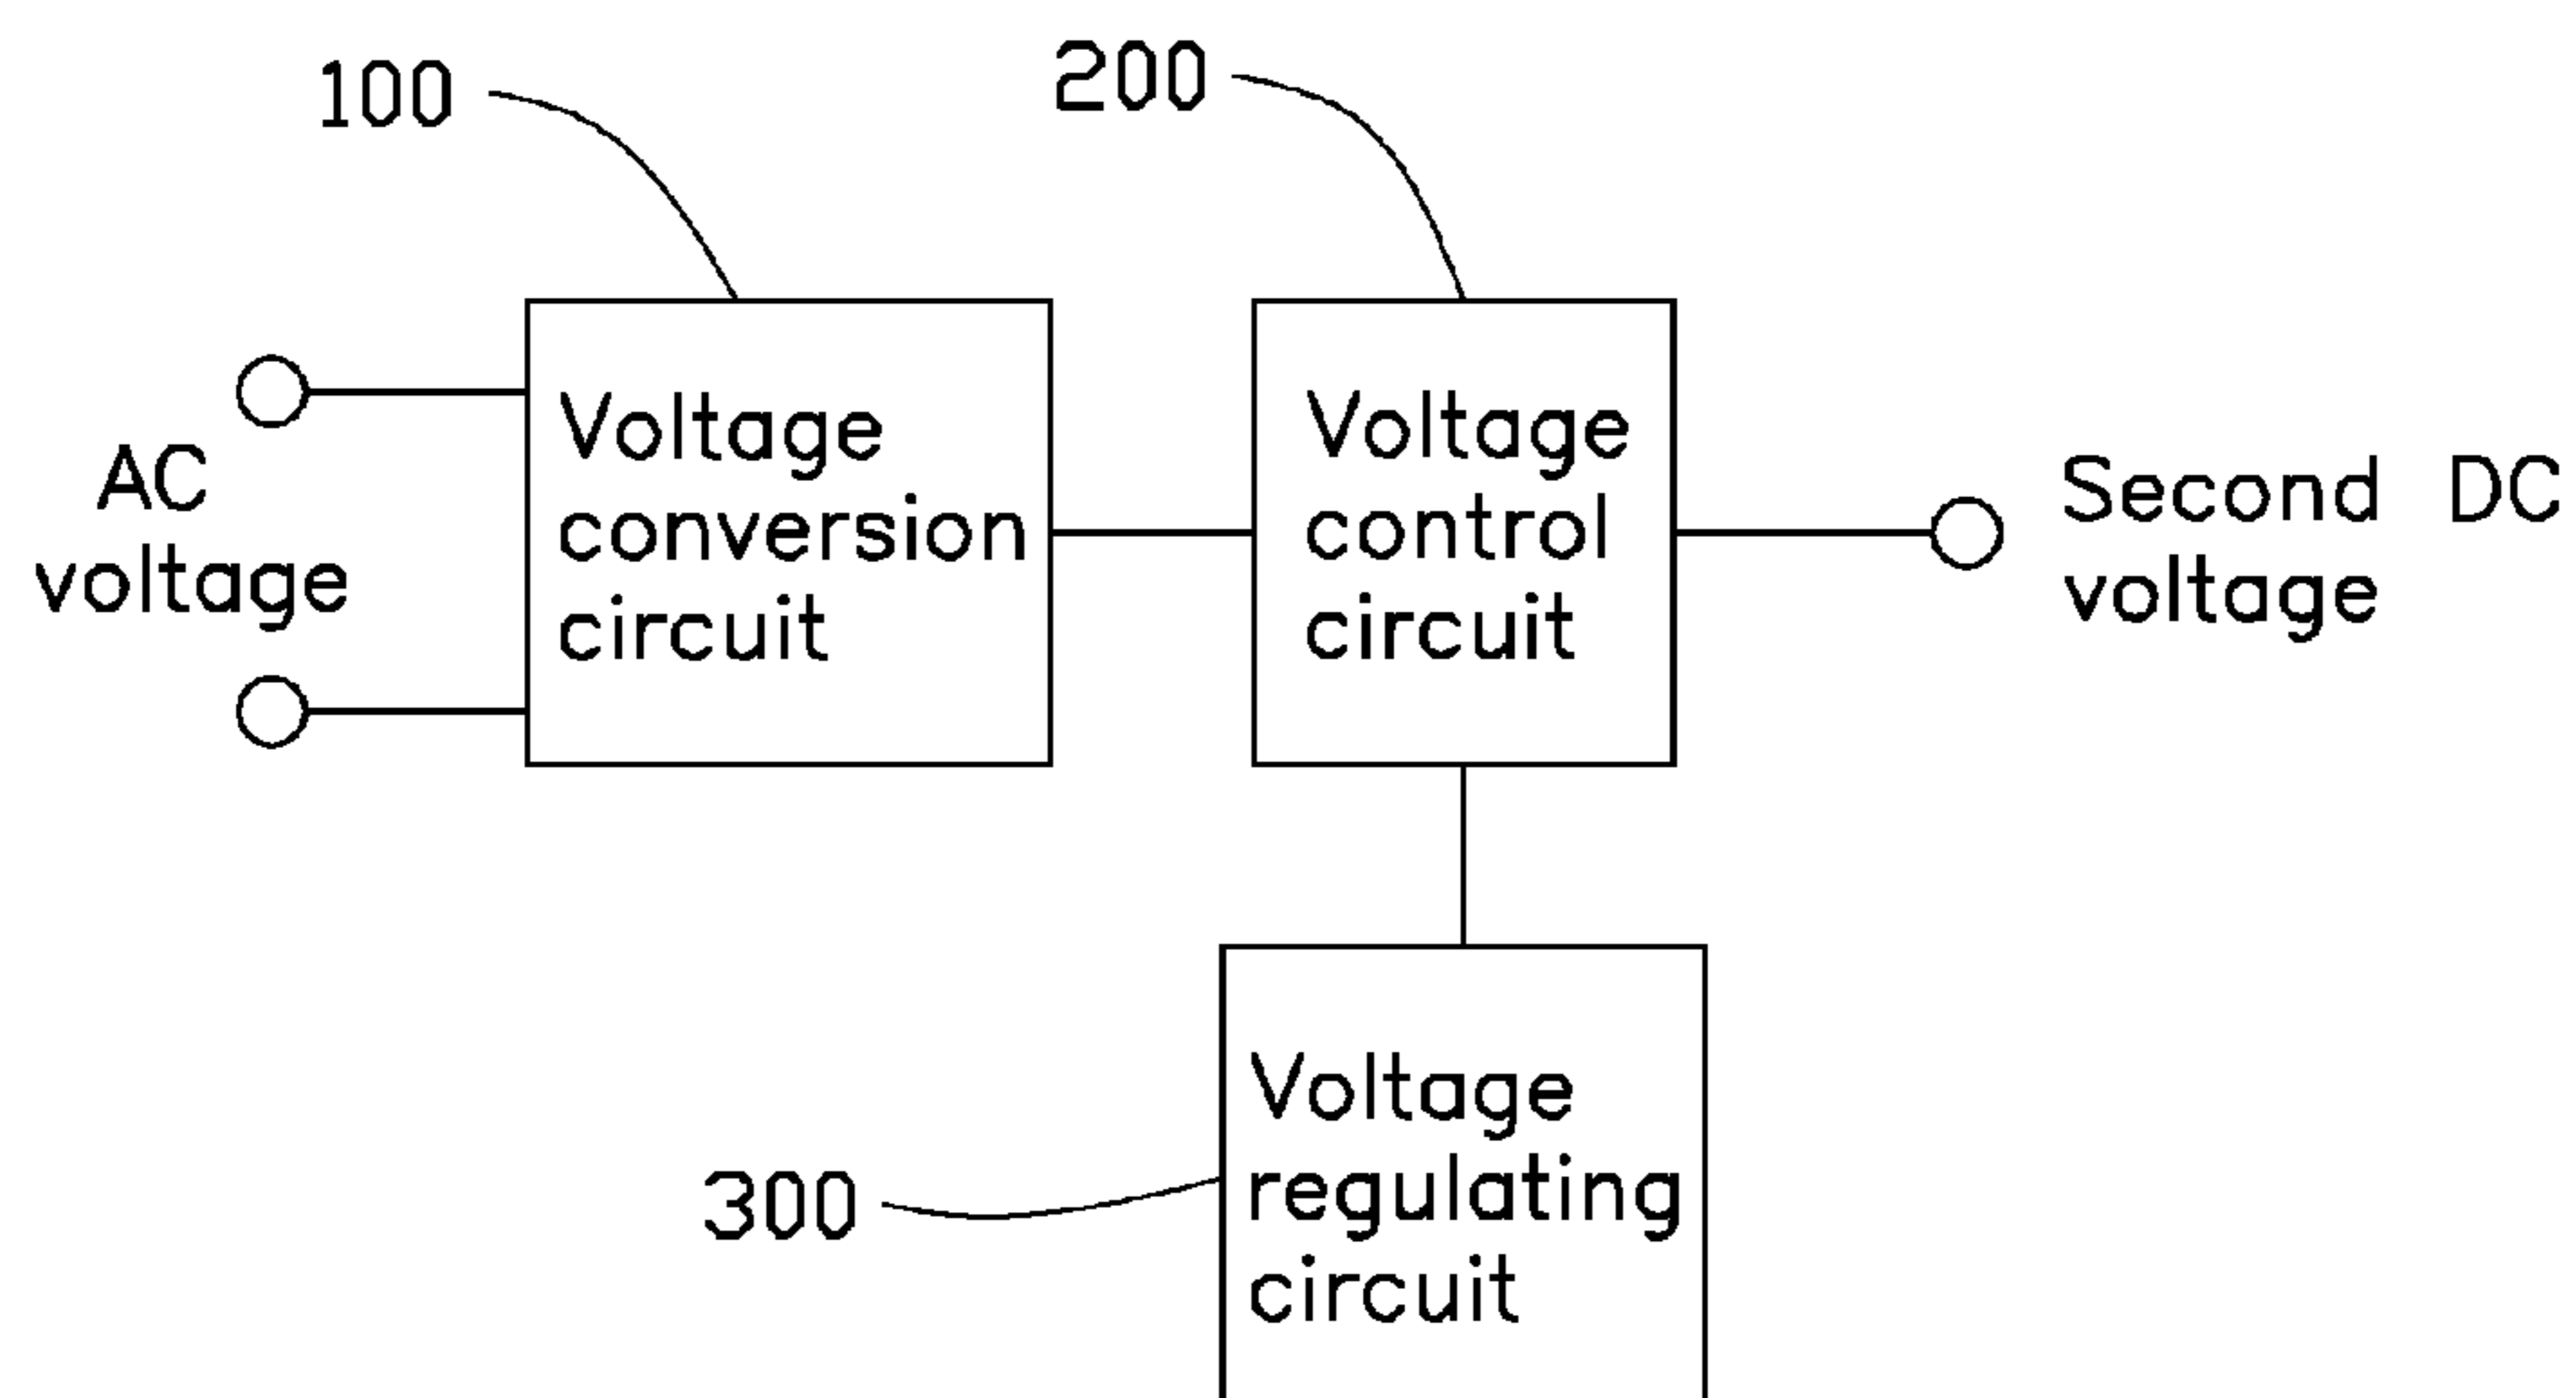 100
200
AC
voltage
Voltage
conversion
circuit
Voltage
control
circuit
Second DC
voltage
300
Voltage
regulating
circuit